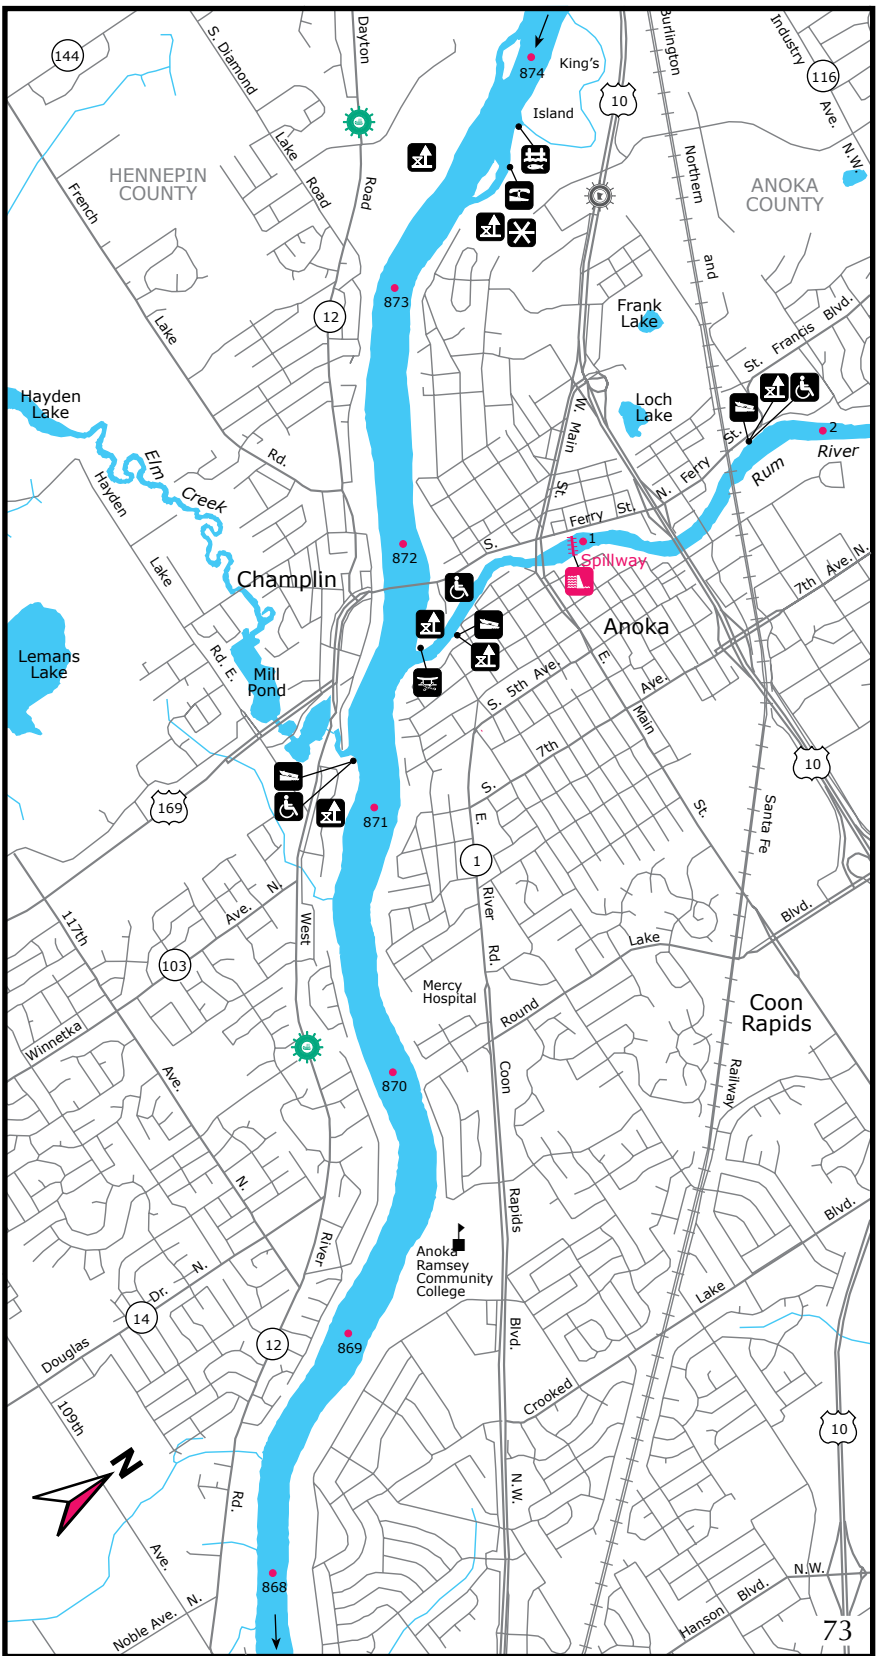 144
S. Diamond
Lake
Road
Dayton
Road
874
King's
Island
10
Burlington
Northern
and
Santa Fe
Railway
Industry
Ave.
N.W.
116
HENNEPIN
COUNTY
ANOKA
COUNTY
French
Lake
Rd.
873
12
Frank
Lake
St. Francis Blvd.
Loch
Lake
Hayden
Lake
Elm
Creek
Hayden
Lake
Rd. E.
W. Main
St.
N. Ferry St.
2
Rum
River
S.
Ferry St.
1
Spillway
872
Champlin
7th Ave. N.
Anoka
Lemans
Lake
Mill
Pond
S. 5th Ave.
E.
Main
St.
S. 7th Ave.
169
10
871
E.
River
Rd.
1
117th
Ave.
N.
Ave. N.
West
River
Rd.
103
Winnetka
Mercy
Hospital
Round
Lake
Blvd.
Coon
Rapids
870
Coon
Rapids
Blvd.
N.W.
Anoka
Ramsey
Community
College
Douglas
Dr. N.
14
12
869
Crooked
Lake
Blvd.
109th
Ave.
N
10
868
Noble Ave. N.
Hanson Blvd.
N.W.
73